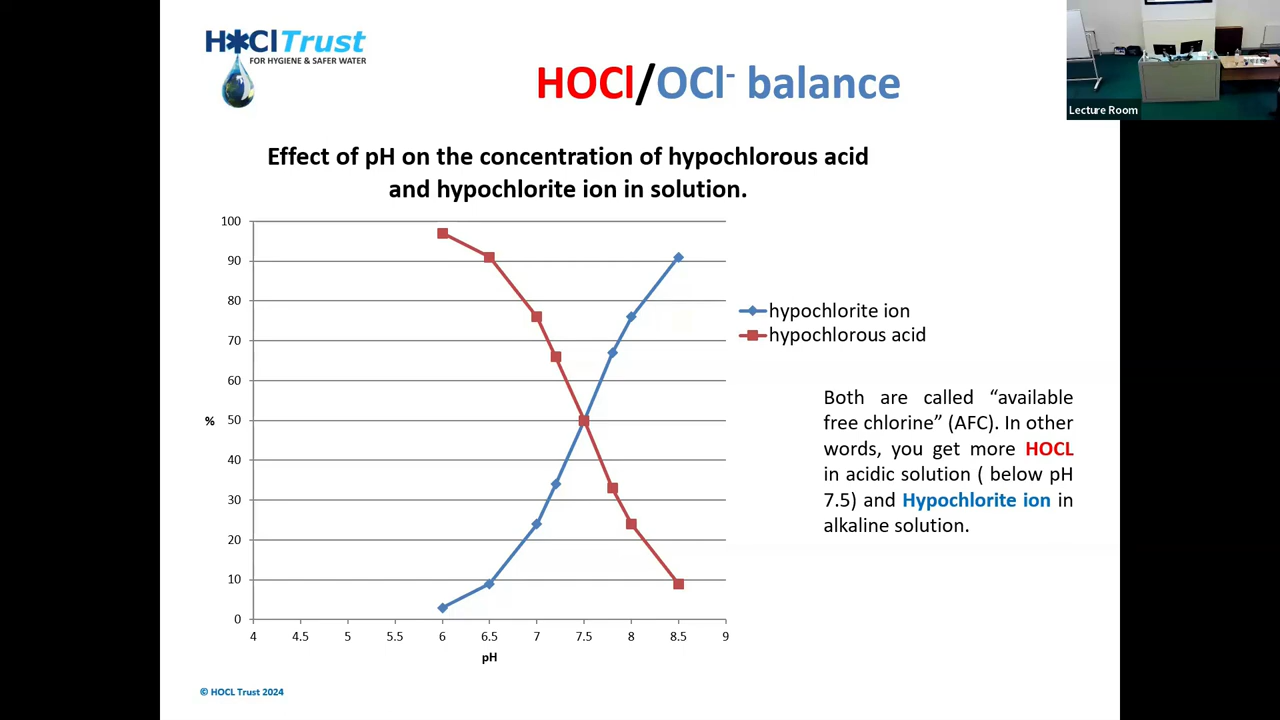 H*Cl Trust
FOR HYGIENE & SAFER WATER
HOCl/OCl- balance
Lecture Room
Effect of pH on the concentration of hypochlorous acid
and hypochlorite ion in solution.
100
90
80
70
60
50
40
30
20
10
0
%
4 4.5 5 5.5 6 6.5 7 7.5 8 8.5 9
pH
hypochlorite ion
hypochlorous acid
Both are called “available
free chlorine” (AFC). In other
words, you get more HOCL
in acidic solution ( below pH
7.5) and Hypochlorite ion in
alkaline solution.
© HOCL Trust 2024